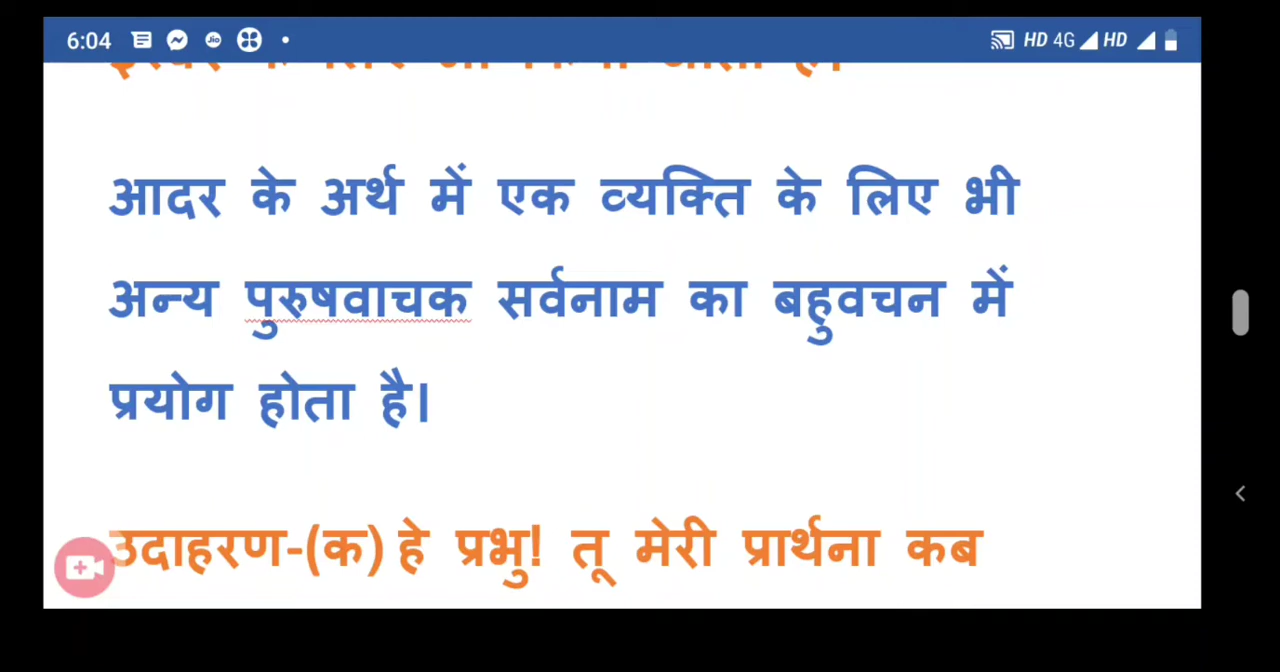 6:04 Jio HD 4G HD
आदर के अर्थ में एक व्यक्ति के लिए भी
अन्य पुरुषवाचक सर्वनाम का बहुवचन में
प्रयोग होता है।
उदाहरण-(क) हे प्रभु! तू मेरी प्रार्थना कब